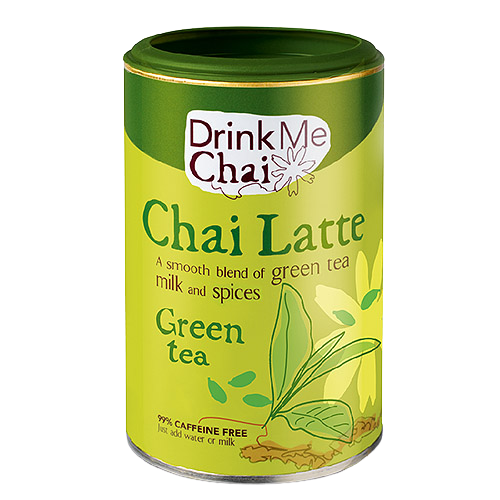 Drink Me
Chai
Chai Latte
A smooth blend of green tea
milk and spices
Green
tea
99% CAFFEINE FREE
Just add water or milk